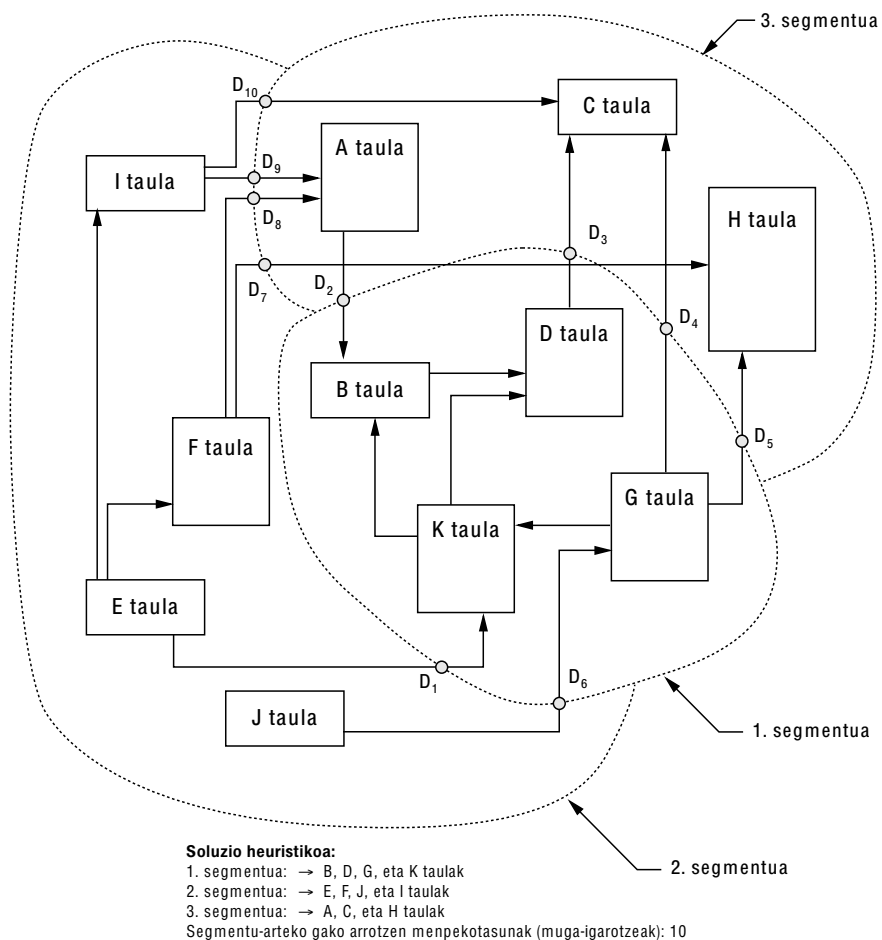 3. segmentua
D10
C taula
A taula
I taula
D9
D8
H taula
D3
D7
D2
D4
D taula
B taula
F taula
D5
G taula
K taula
E taula
D1
D6
J taula
1. segmentua
2. segmentua
Soluzio heuristikoa:
1. segmentua: → B, D, G, eta K taulak
2. segmentua: → E, F, J, eta I taulak
3. segmentua: → A, C, eta H taulak
Segmentu-arteko gako arrotzen menpekotasunak (muga-igarotzeak): 10